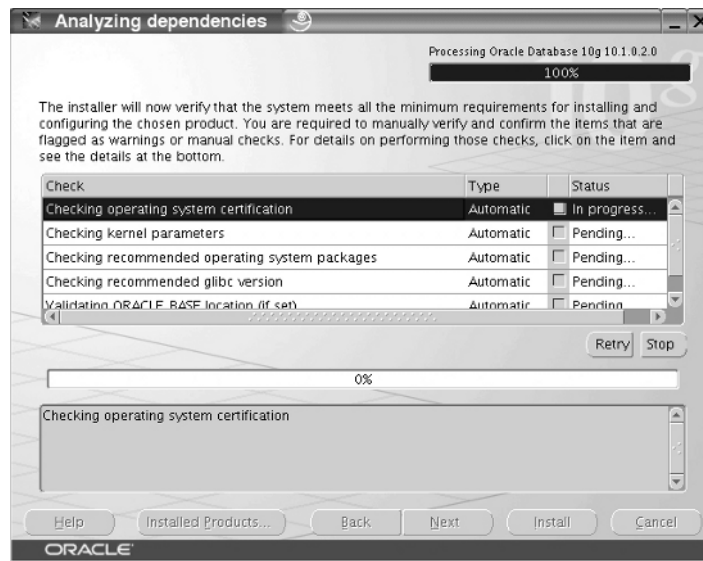 Analyzing dependencies
Processing Oracle Database 10g 10.1.0.2.0
100%
The installer will now verify that the system meets all the minimum requirements for installing and
configuring the chosen product. You are required to manually verify and confirm the items that are
flagged as warnings or manual checks. For details on performing those checks, click on the item and
see the details at the bottom.
Check Type Status
Checking operating system certification Automatic In progress...
Checking kernel parameters Automatic Pending...
Checking recommended operating system packages Automatic Pending...
Checking recommended glibc version Automatic Pending...
Validating ORACLE_BASE location (if set) Automatic Pending
Retry Stop
0%
Checking operating system certification
Help Installed Products... Back Next Install Cancel
ORACLE